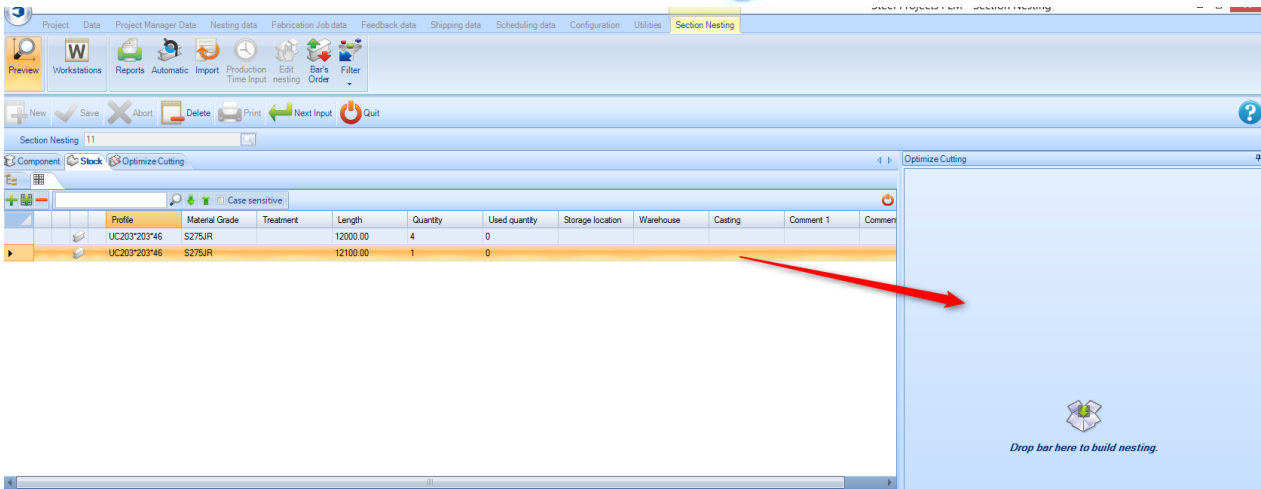 Steel Projects PLM - Section Nesting
Project Data Project Manager Data Nesting data Fabrication Job data Feedback data Shipping data Scheduling data Configuration Utilities Section Nesting
Preview Workstations Reports Automatic Import Production Time Input Edit nesting Bar's Order Filter
New Save Abort Delete Print Next Input Quit
Section Nesting 11
Component Stock Optimize Cutting Optimize Cutting
Case sensitive
Profile Material Grade Treatment Length Quantity Used quantity Storage location Warehouse Casting Comment 1 Commen
UC203*203*46 S275JR 12000.00 4 0
UC203*203*46 S275JR 12100.00 1 0
Drop bar here to build nesting.